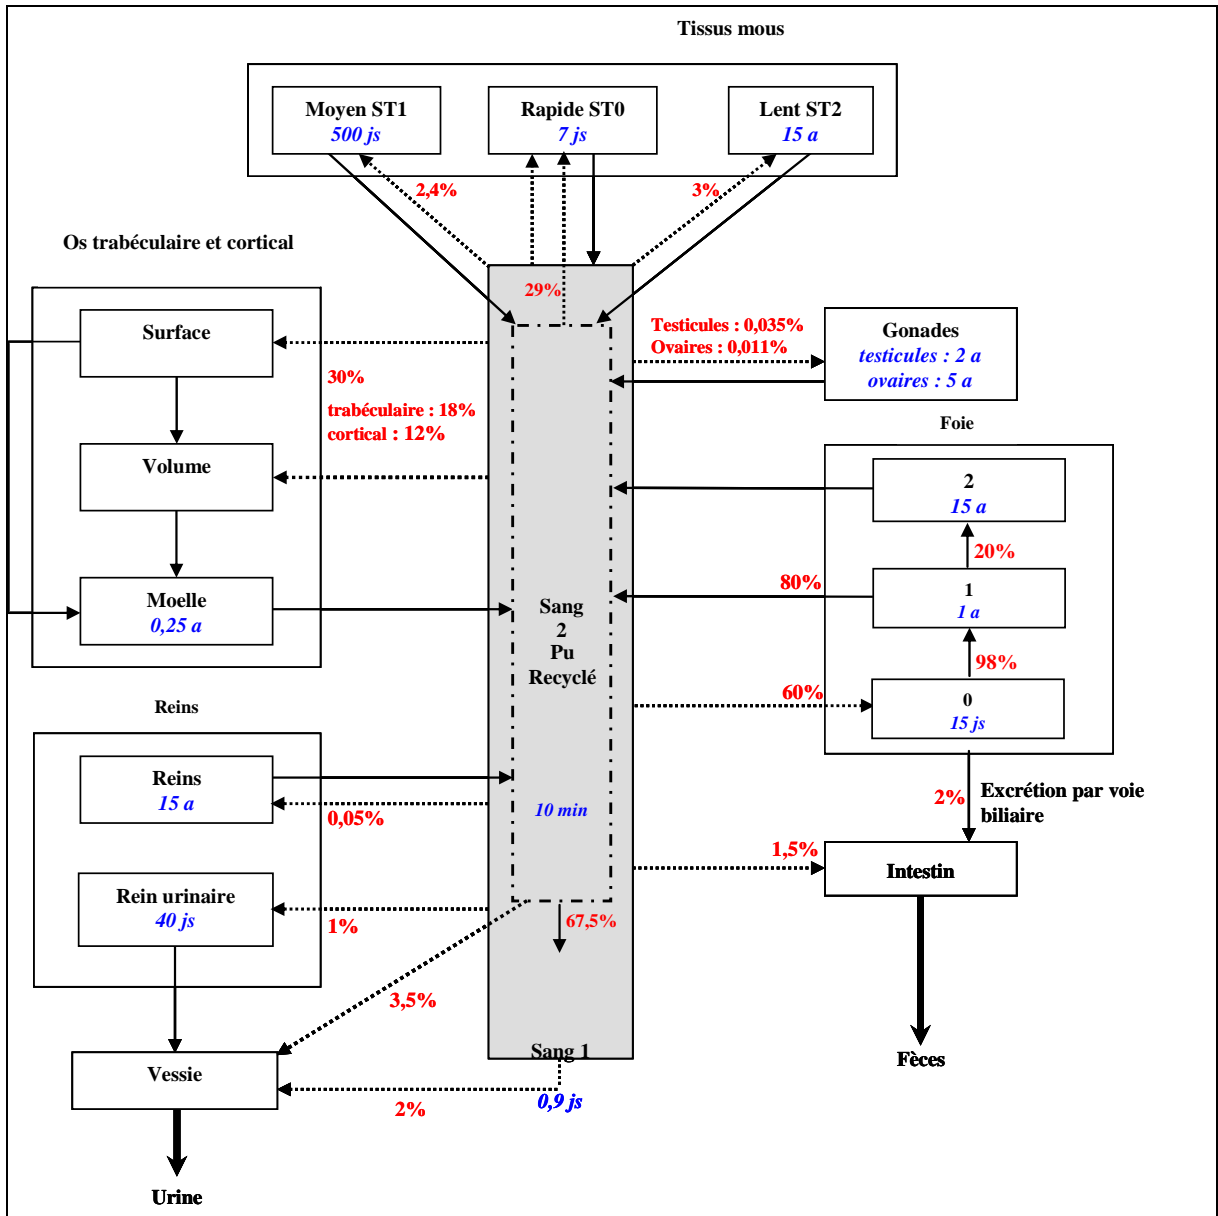 Tissus mous
Moyen ST1
500 js
Rapide ST0
7 js
Lent ST2
15 a
2,4%
3%
Os trabéculaire et cortical
29%
Surface
Volume
Moelle
0,25 a
30%
trabéculaire : 18%
cortical : 12%
Testicules : 0,035%
Ovaires : 0,011%
Gonades
testicules : 2 a
ovaires : 5 a
Foie
2
15 a
20%
80%
1
1 a
98%
60%
0
15 js
Sang
2
Pu
Recyclé
10 min
Reins
Reins
15 a
0,05%
Rein urinaire
40 js
1%
67,5%
3,5%
2%
Excrétion par voie
biliaire
1,5%
Intestin
Fèces
Sang 1
0,9 js
Vessie
2%
Urine